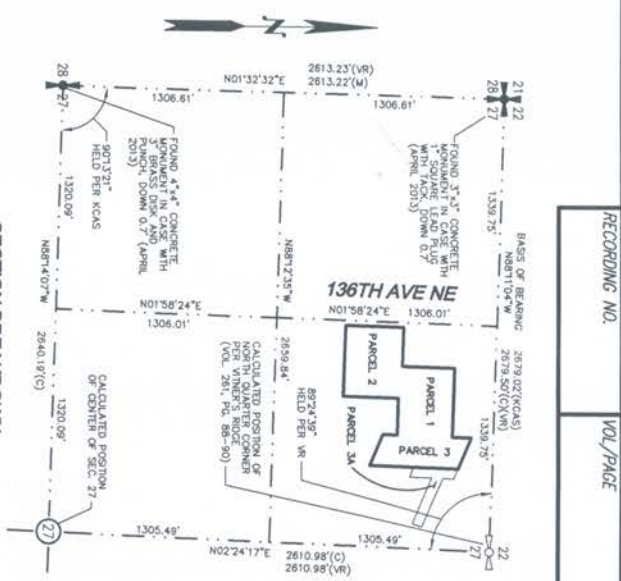 RECORDING NO.
VOL/PAGE
21
22
28
27
BASIS OF BEARING
N88°11'04"W
2679.02'(KCAS)
2679.50'(C)(VR)
1339.75'
1339.75'
22
27
2613.23'(VR)
2613.22'(M)
N01°32'32"E
1306.61'
1306.61'
FOUND 3"x3" CONCRETE
MONUMENT IN CASE WITH
1" SQUARE LEAD PLUG
WITH TACK, DOWN 0.7'
(APRIL 2013)
136TH AVE NE
N01°58'24"E
1306.01'
PARCEL 1
PARCEL 2
PARCEL 3
PARCEL 3A
89°24'39"
HELD PER VR
N88°12'35"W
2659.84'
CALCULATED POSITION OF
NORTH QUARTER CORNER
PER VITNER'S RIDGE
(VOL. 261, PG. 88-90)
1305.49'
1305.49'
N02°24'17"E
2610.98'(C)
2610.98'(VR)
N01°58'24"E
1306.01'
FOUND 4"x4" CONCRETE
MONUMENT IN CASE WITH
3" BRASS DISK AND
PUNCH, DOWN 0.7' (APRIL
2013)
90°13'21"
HELD PER KCAS
28
27
1320.09'
N88°14'07"W
2640.19'(C)
1320.09'
CALCULATED POSITION
OF CENTER OF SEC. 27
27
N